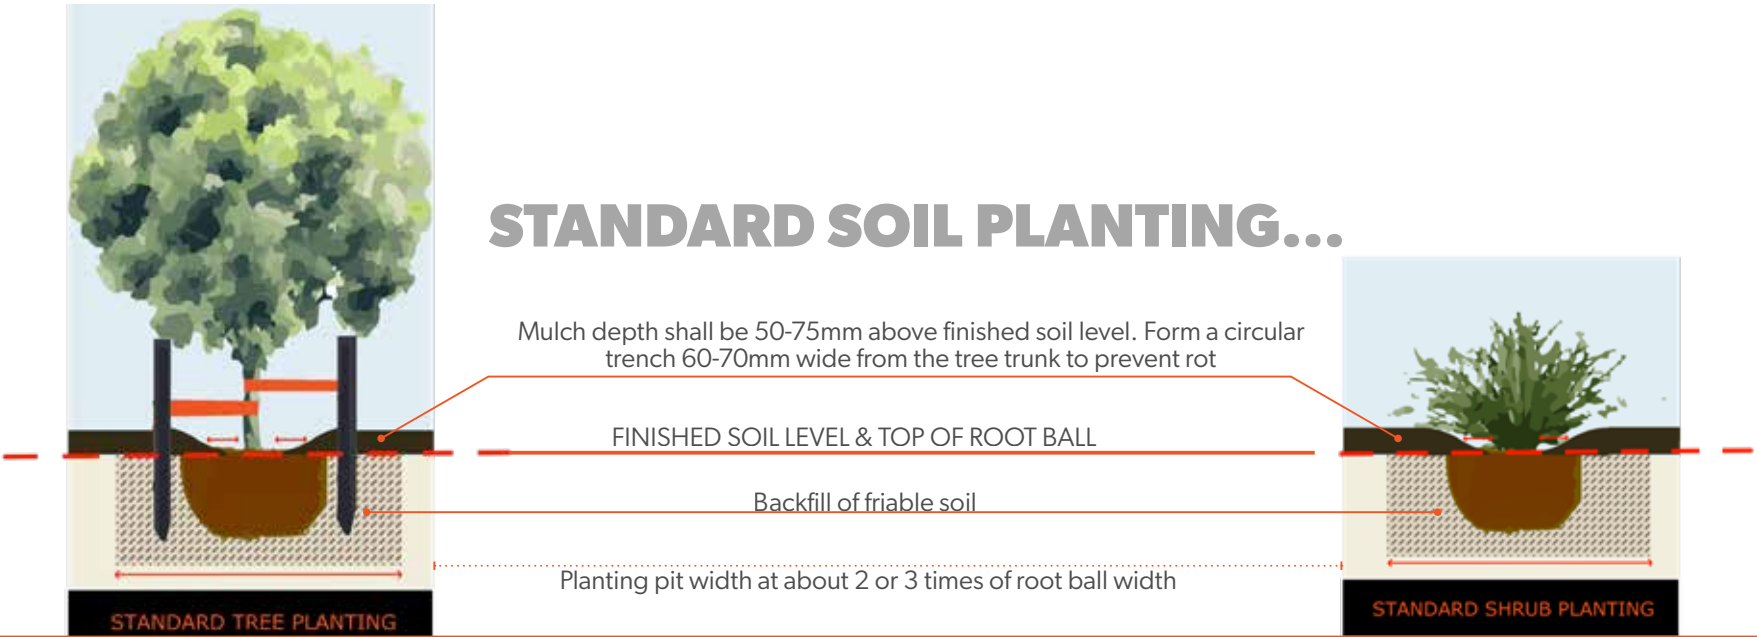 STANDARD SOIL PLANTING...
Mulch depth shall be 50-75mm above finished soil level. Form a circular
trench 60-70mm wide from the tree trunk to prevent rot
FINISHED SOIL LEVEL & TOP OF ROOT BALL
Backfill of friable soil
Planting pit width at about 2 or 3 times of root ball width
STANDARD TREE PLANTING
STANDARD SHRUB PLANTING